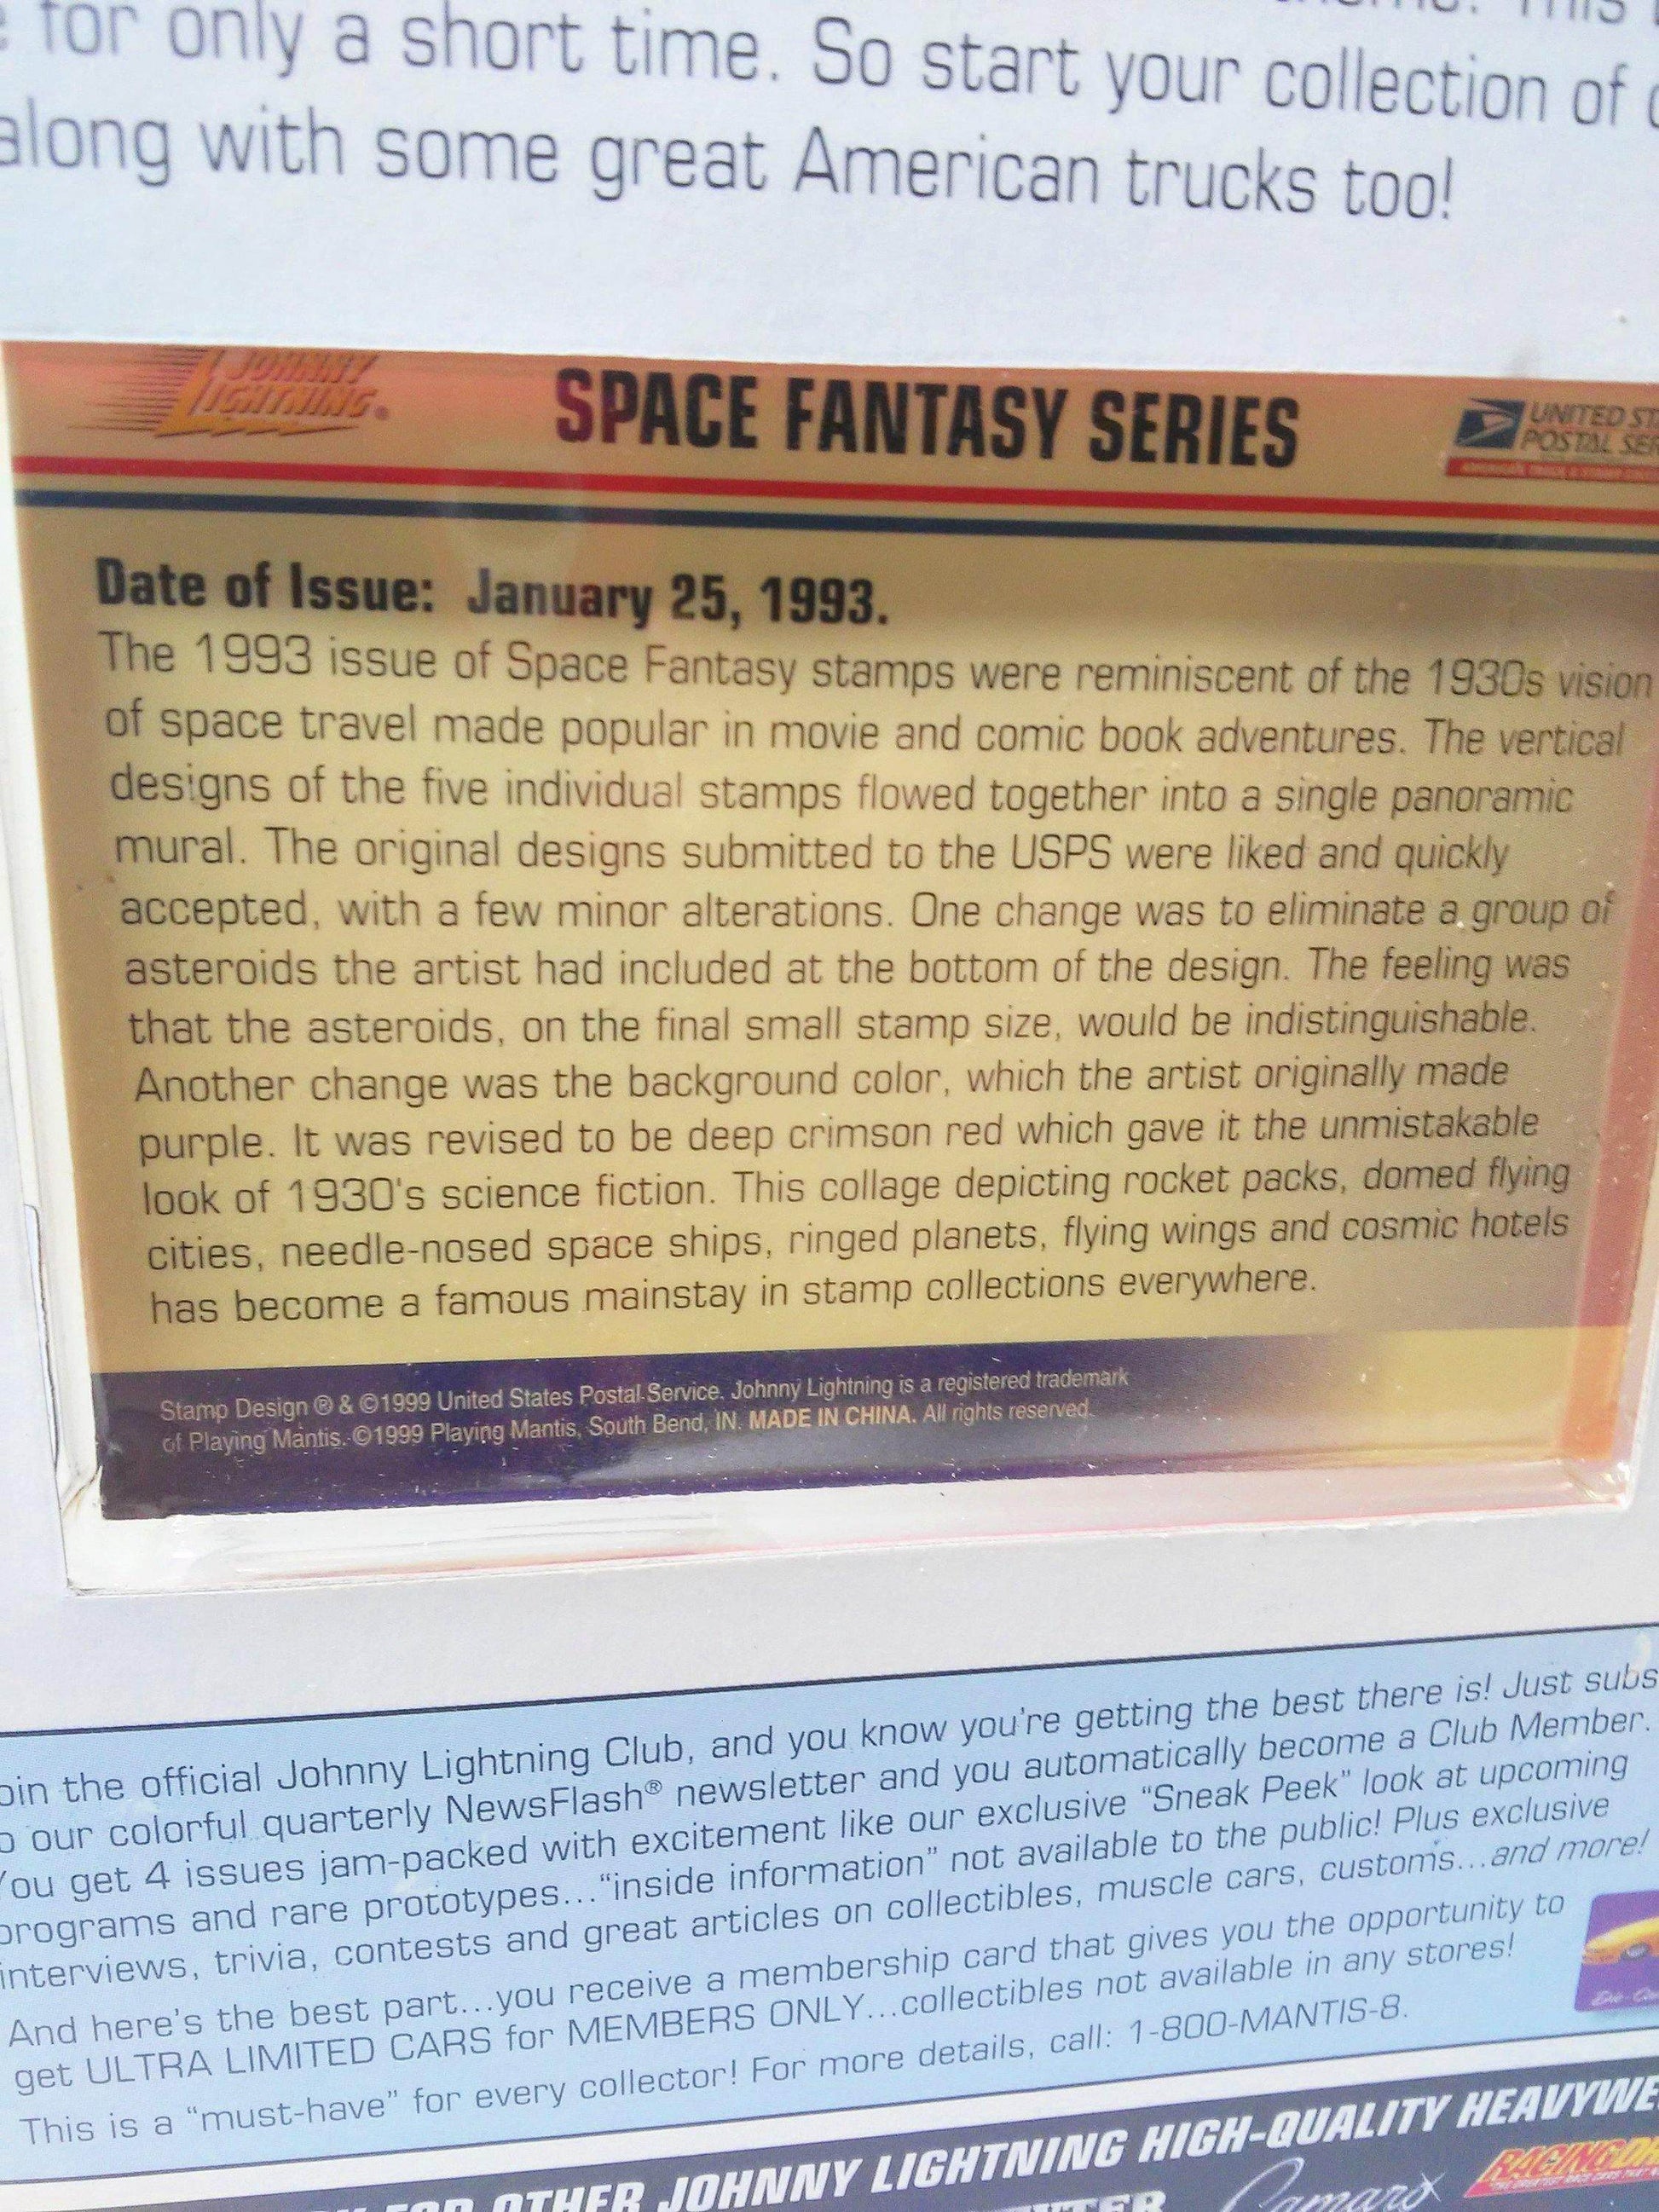 for only a short time. So start your collection of
along with some great American trucks too!
JOHNNY
LIGHTNING®
SPACE FANTASY SERIES
UNITED ST
POSTAL SER
Date of Issue: January 25, 1993.
The 1993 issue of Space Fantasy stamps were reminiscent of the 1930s vision
of space travel made popular in movie and comic book adventures. The vertical
designs of the five individual stamps flowed together into a single panoramic
mural. The original designs submitted to the USPS were liked and quickly
accepted, with a few minor alterations. One change was to eliminate a group of
asteroids the artist had included at the bottom of the design. The feeling was
that the asteroids, on the final small stamp size, would be indistinguishable.
Another change was the background color, which the artist originally made
purple. It was revised to be deep crimson red which gave it the unmistakable
look of 1930's science fiction. This collage depicting rocket packs, domed flying
cities, needle-nosed space ships, ringed planets, flying wings and cosmic hotels
has become a famous mainstay in stamp collections everywhere.
Stamp Design ® & ©1999 United States Postal Service. Johnny Lightning is a registered trademark
of Playing Mantis. ©1999 Playing Mantis, South Bend, IN. MADE IN CHINA. All rights reserved.
oin the official Johnny Lightning Club, and you know you're getting the best there is! Just subs
o our colorful quarterly NewsFlash® newsletter and you automatically become a Club Member.
You get 4 issues jam-packed with excitement like our exclusive "Sneak Peek" look at upcoming
programs and rare prototypes..."inside information" not available to the public! Plus exclusive
interviews, trivia, contests and great articles on collectibles, muscle cars, customs...and more!
And here's the best part...you receive a membership card that gives you the opportunity to
get ULTRA LIMITED CARS for MEMBERS ONLY...collectibles not available in any stores!
This is a "must-have" for every collector! For more details, call: 1-800-MANTIS-8.
OTHER JOHNNY LIGHTNING HIGH-QUALITY HEAVYWE
Camaro
RACING